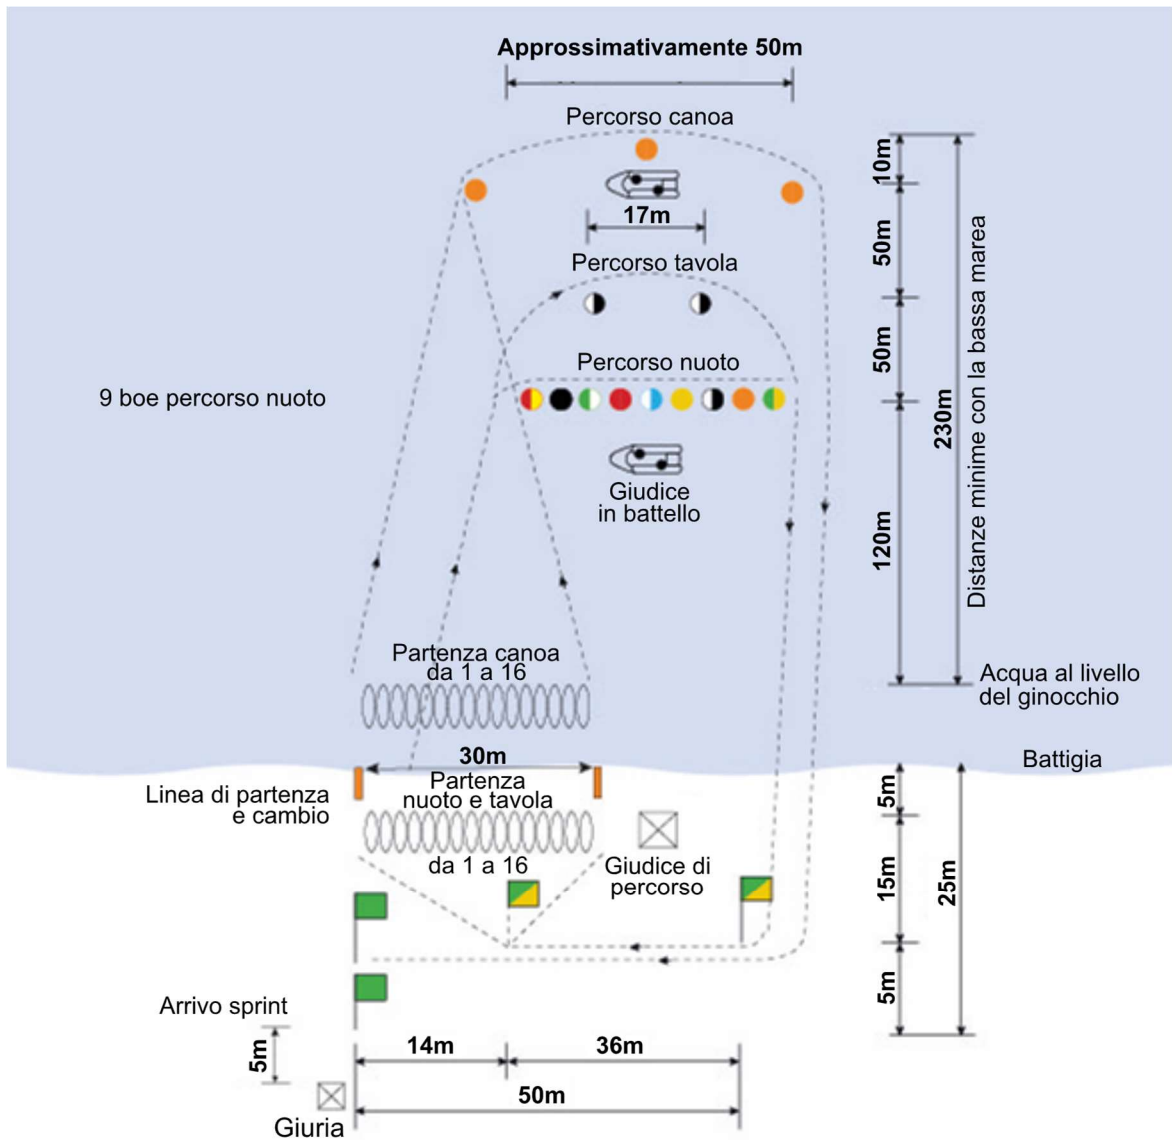 Approssimativamente 50m
Percorso canoa
10m
17m
50m
Percorso tavola
50m
Percorso nuoto
9 boe percorso nuoto
230m
Distanze minime con la bassa marea
Giudice
in battello
120m
Partenza canoa
da 1 a 16
Acqua al livello
del ginocchio
30m
Battigia
Partenza
nuoto e tavola
Linea di partenza
e cambio
5m
da 1 a 16
Giudice di
percorso
15m
25m
5m
Arrivo sprint
5m
14m
36m
50m
Giuria